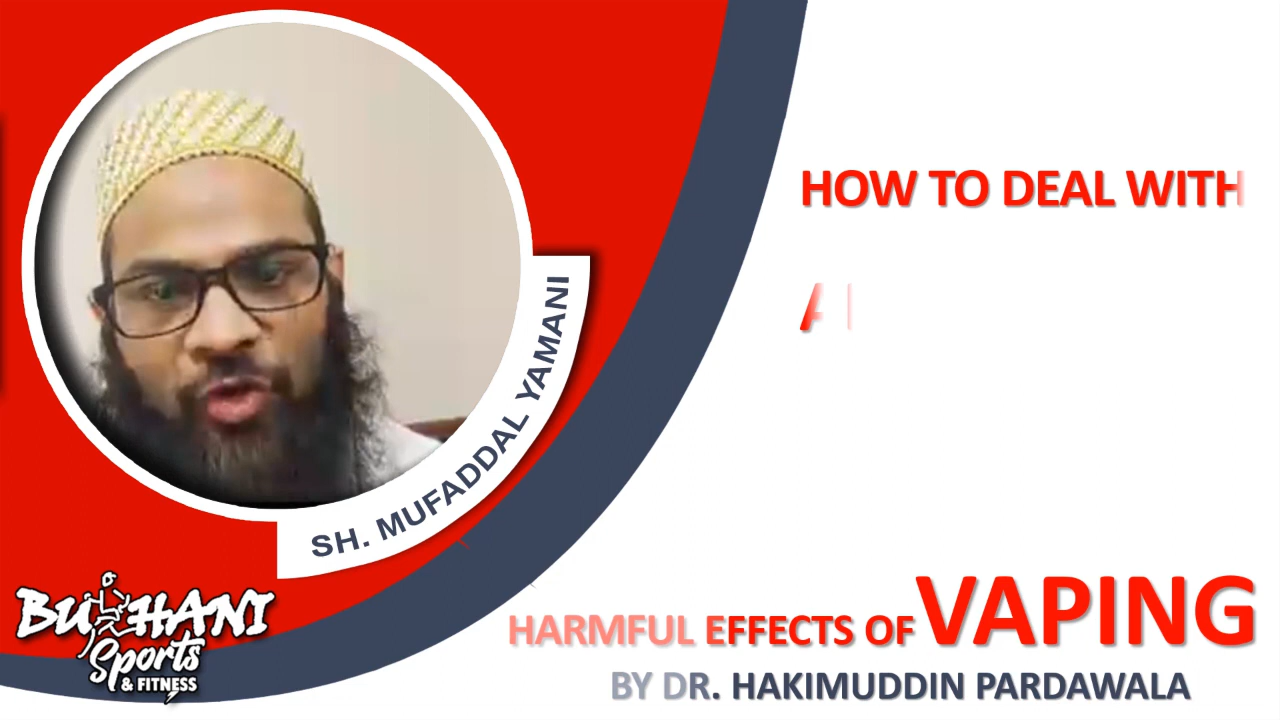 HOW TO DEAL WITH
SH. MUFADDAL YAMANI
BURHANI
Sports
& FITNESS
HARMFUL EFFECTS OF VAPING
BY DR. HAKIMUDDIN PARDAWALA